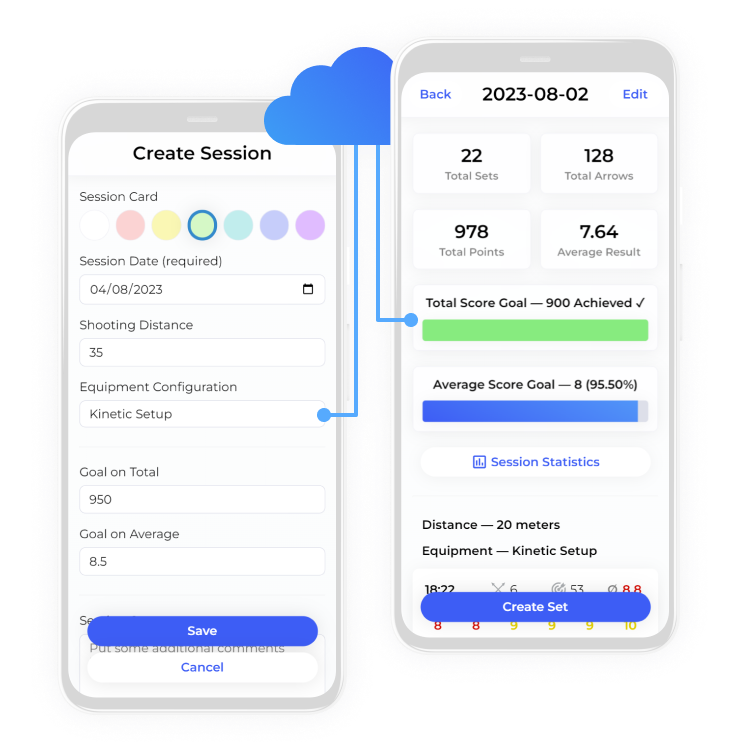 Create Session
Session Card
Session Date (required)
04/08/2023
Shooting Distance
35
Equipment Configuration
Kinetic Setup
Goal on Total
950
Goal on Average
8.5
Save
Put some additional comments
Cancel
Back 2023-08-02 Edit
22 128
Total Sets Total Arrows
978 7.64
Total Points Average Result
Total Score Goal — 900 Achieved ✓
Average Score Goal — 8 (95.50%)
Session Statistics
Distance — 20 meters
Equipment — Kinetic Setup
18:22 6 53 Ø 8.8
Create Set
8 8 9 9 9 10